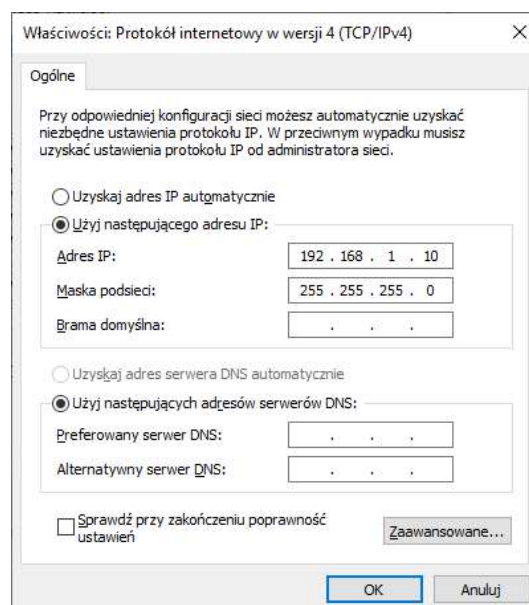 Właściwości: Protokół internetowy w wersji 4 (TCP/IPv4)
Ogólne
Przy odpowiedniej konfiguracji sieci możesz automatycznie uzyskać
niezbędne ustawienia protokołu IP. W przeciwnym wypadku musisz
uzyskać ustawienia protokołu IP od administratora sieci.
Uzyskaj adres IP automatycznie
Użyj następującego adresu IP:
Adres IP: 192 . 168 . 1 . 10
Maska podsieci: 255 . 255 . 255 . 0
Brama domyślna: . . .
Uzyskaj adres serwera DNS automatycznie
Użyj następujących adresów serwerów DNS:
Preferowany serwer DNS: . . .
Alternatywny serwer DNS: . . .
Sprawdź przy zakończeniu poprawność
ustawień
Zaawansowane...
OK Anuluj